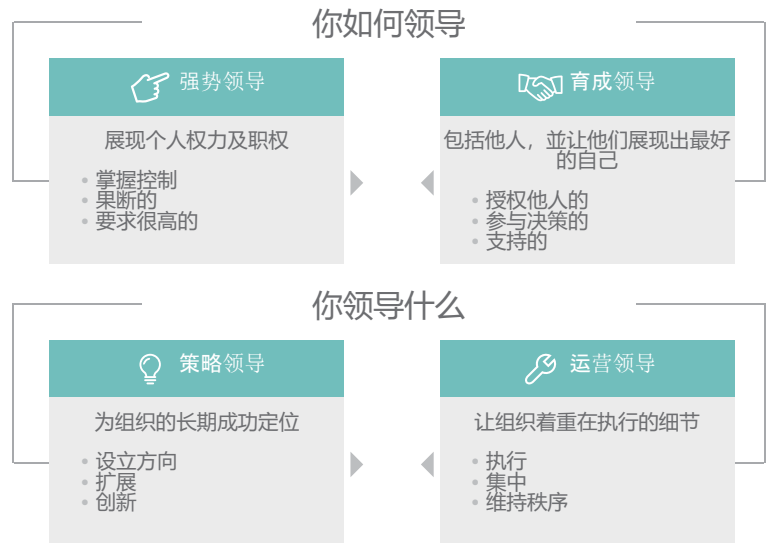 你如何领导
强势领导
展现个人权力及职权
• 掌握控制
• 果断的
• 要求很高的
育成领导
包括他人，並让他们展现出最好
的自己
• 授权他人的
• 参与决策的
• 支持的
你领导什么
策略领导
为组织的长期成功定位
• 设立方向
• 扩展
• 创新
运营领导
让组织着重在执行的细节
• 执行
• 集中
• 维持秩序